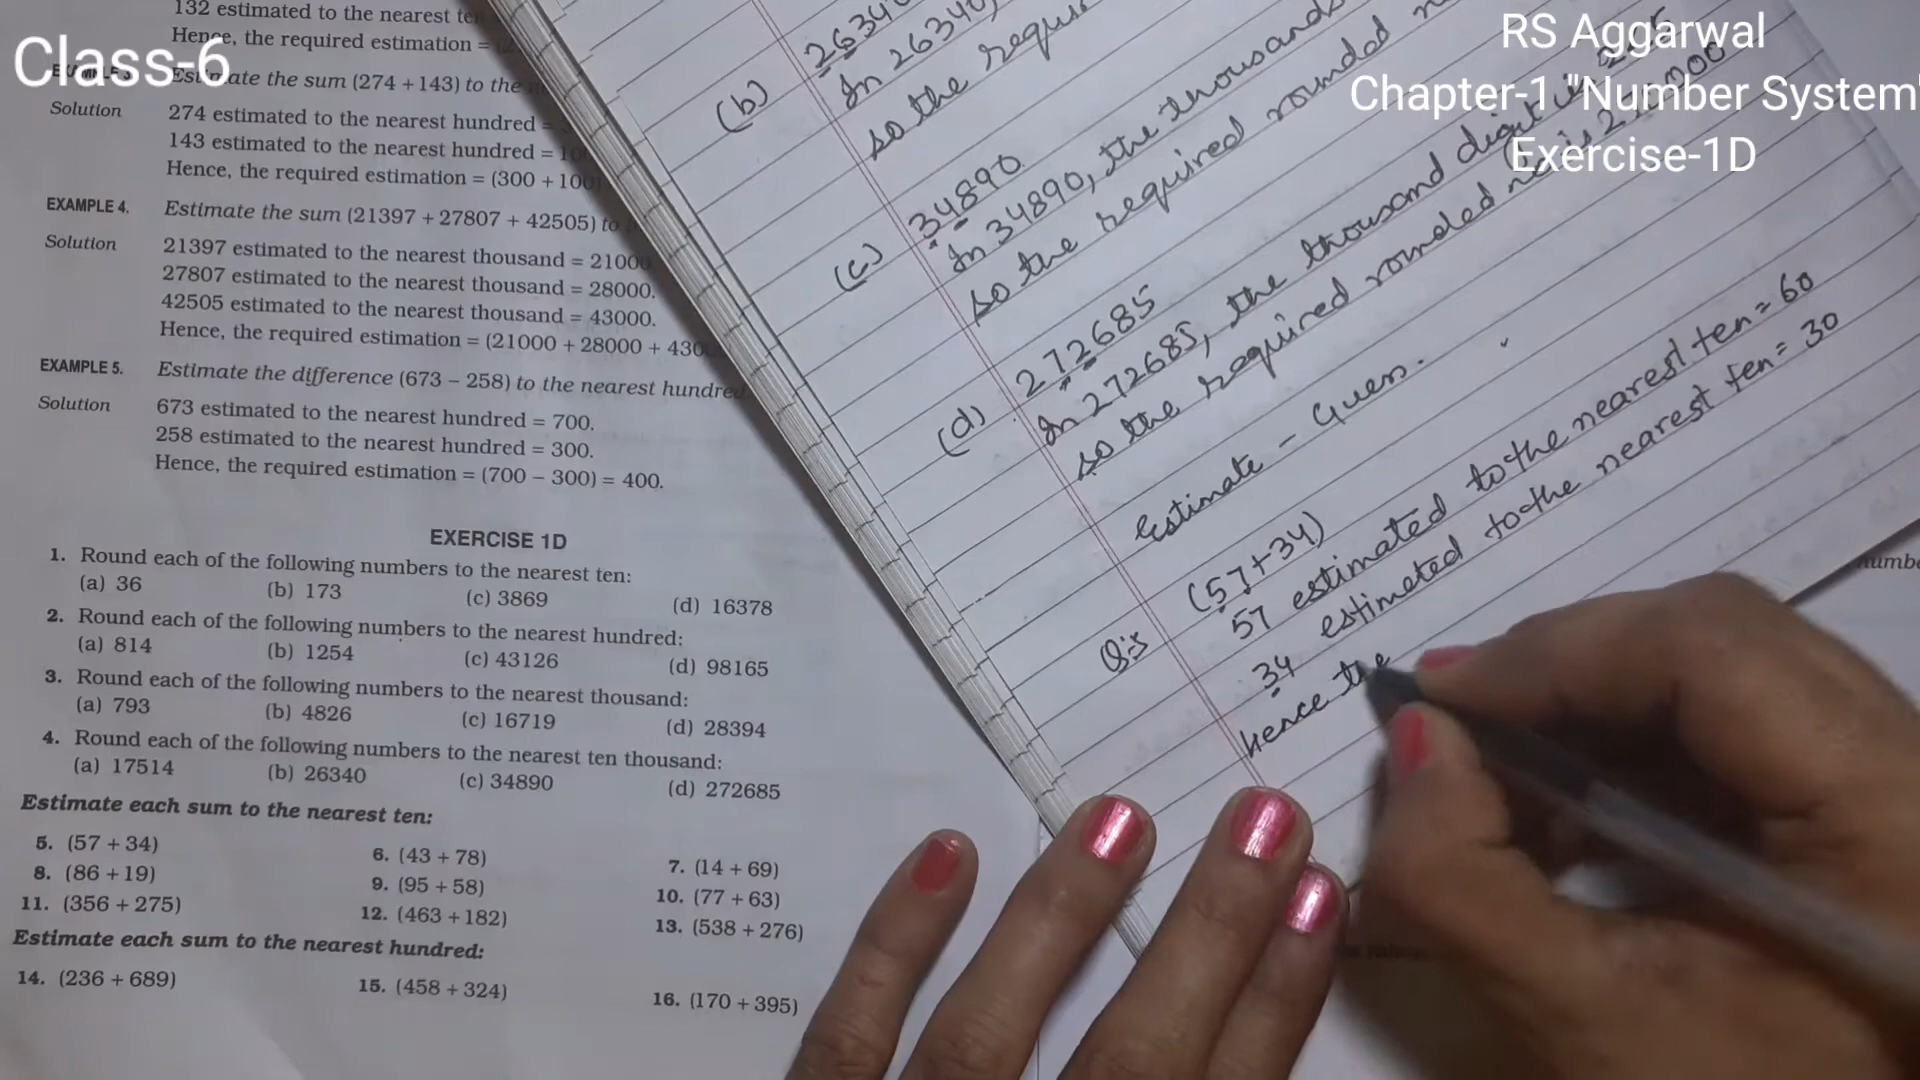 Class-6
RS Aggarwal
Chapter-1 "Number System"
Exercise-1D
132 estimated to the nearest te
Hence, the required estimation =
Estimate the sum (274 + 143) to the
Solution 274 estimated to the nearest hundred =
143 estimated to the nearest hundred = 10
Hence, the required estimation = (300 + 100
EXAMPLE 4. Estimate the sum (21397 + 27807 + 42505) to
Solution 21397 estimated to the nearest thousand = 21000
27807 estimated to the nearest thousand = 28000.
42505 estimated to the nearest thousand = 43000.
Hence, the required estimation = (21000 + 28000 + 430
EXAMPLE 5. Estimate the difference (673 – 258) to the nearest hundred
Solution 673 estimated to the nearest hundred = 700.
258 estimated to the nearest hundred = 300.
Hence, the required estimation = (700 – 300) = 400.
EXERCISE 1D
1. Round each of the following numbers to the nearest ten:
(a) 36 (b) 173 (c) 3869 (d) 16378
2. Round each of the following numbers to the nearest hundred:
(a) 814 (b) 1254 (c) 43126 (d) 98165
3. Round each of the following numbers to the nearest thousand:
(a) 793 (b) 4826 (c) 16719 (d) 28394
4. Round each of the following numbers to the nearest ten thousand:
(a) 17514 (b) 26340 (c) 34890 (d) 272685
Estimate each sum to the nearest ten:
5. (57 + 34) 6. (43 + 78) 7. (14 + 69)
8. (86 + 19) 9. (95 + 58) 10. (77 + 63)
11. (356 + 275) 12. (463 + 182) 13. (538 + 276)
Estimate each sum to the nearest hundred:
14. (236 + 689) 15. (458 + 324) 16. (170 + 395)
(b) 26340
In 26340,
so the requi
(c) 34890
In 34890, the thousands
so the required rounded
(d) 272685
In 272685, the thousand digit is
so the required rounded
Estimate - Guess.
Q:5 (57+34)
57 estimated to the nearest ten = 60
34 estimated to the nearest ten = 30
Hence the
numbe